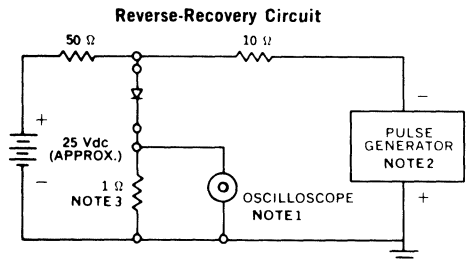 Reverse-Recovery Circuit
50 Ω
10 Ω
+
25 Vdc
(APPROX.)
−
1 Ω
NOTE 3
OSCILLOSCOPE
NOTE 1
−
PULSE
GENERATOR
NOTE 2
+